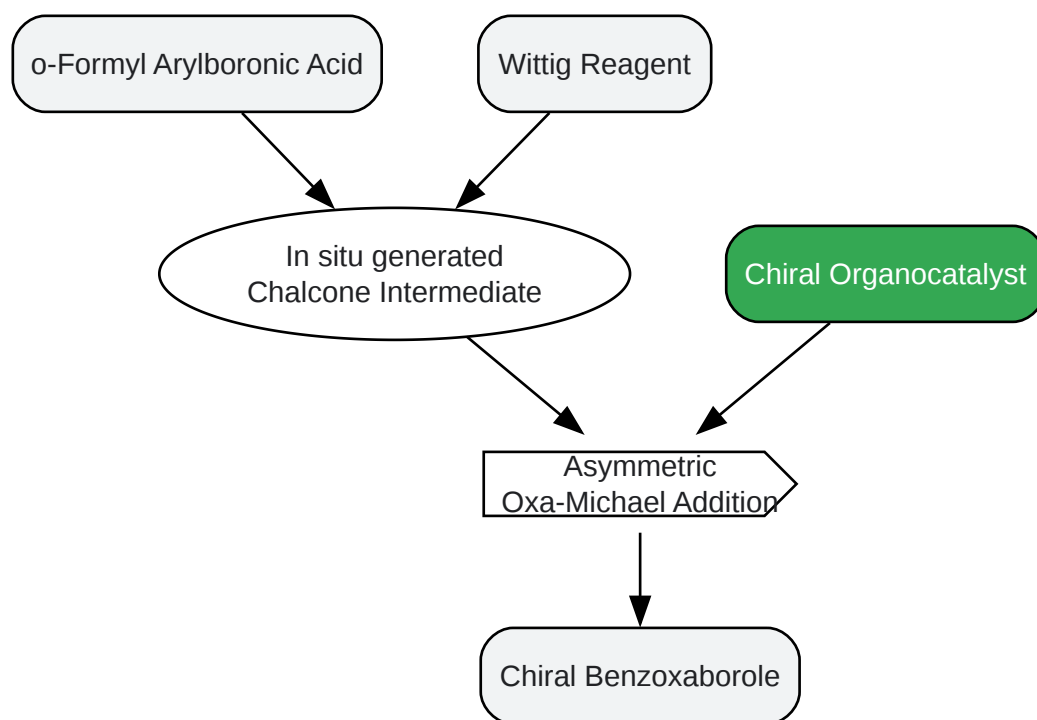 o-Formyl Arylboronic Acid
Wittig Reagent
In situ generated
Chalcone Intermediate
Chiral Organocatalyst
Asymmetric
Oxa-Michael Addition
Chiral Benzoxaborole